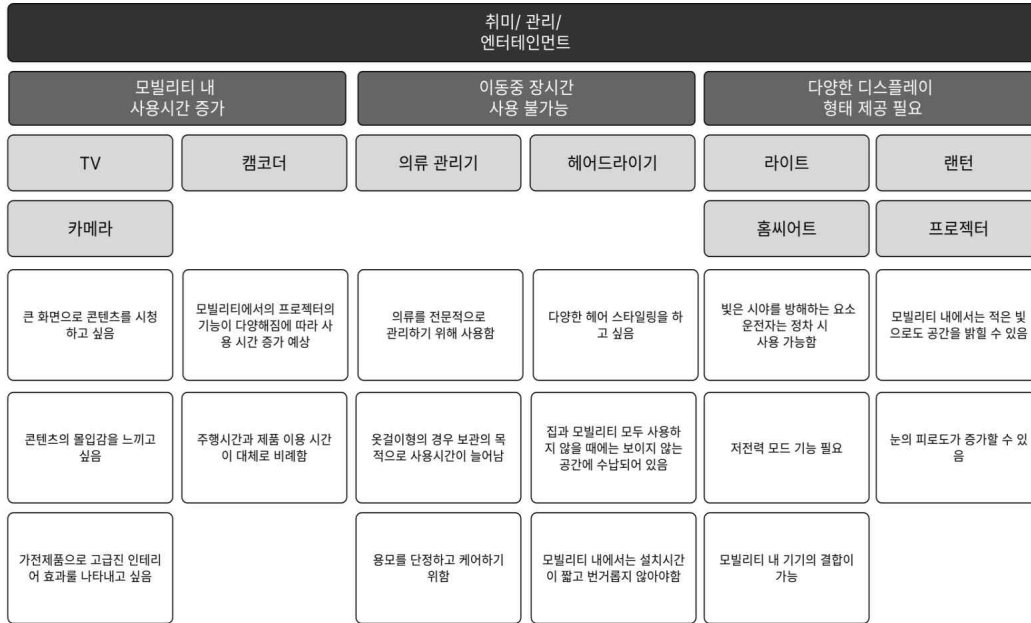 취미/ 관리/
엔터테인먼트
모빌리티 내
사용시간 증가
이동중 장시간
사용 불가능
다양한 디스플레이
형태 제공 필요
TV
캠코더
의류 관리기
헤어드라이기
라이트
랜턴
카메라
홈씨어트
프로젝터
큰 화면으로 콘텐츠를 시청
하고 싶음
모빌리티에서의 프로젝터의
기능이 다양해짐에 따라 사
용 시간 증가 예상
의류를 전문적으로
관리하기 위해 사용함
다양한 헤어 스타일링을 하
고 싶음
빛은 시야를 방해하는 요소
운전자는 정차 시
사용 가능함
모빌리티 내에서는 적은 빛
으로도 공간을 밝힐 수 있음
콘텐츠의 몰입감을 느끼고
싶음
주행시간과 제품 이용 시간
이 대체로 비례함
옷걸이형의 경우 보관의 목
적으로 사용시간이 늘어남
집과 모빌리티 모두 사용하
지 않을 때에는 보이지 않는
공간에 수납되어 있음
저전력 모드 기능 필요
눈의 피로도가 증가할 수 있
음
가전제품으로 고급진 인테리
어 효과룰 나타내고 싶음
용모를 단정하고 케어하기
위함
모빌리티 내에서는 설치시간
이 짧고 번거롭지 않아야함
모빌리티 내 기기의 결합이
가능